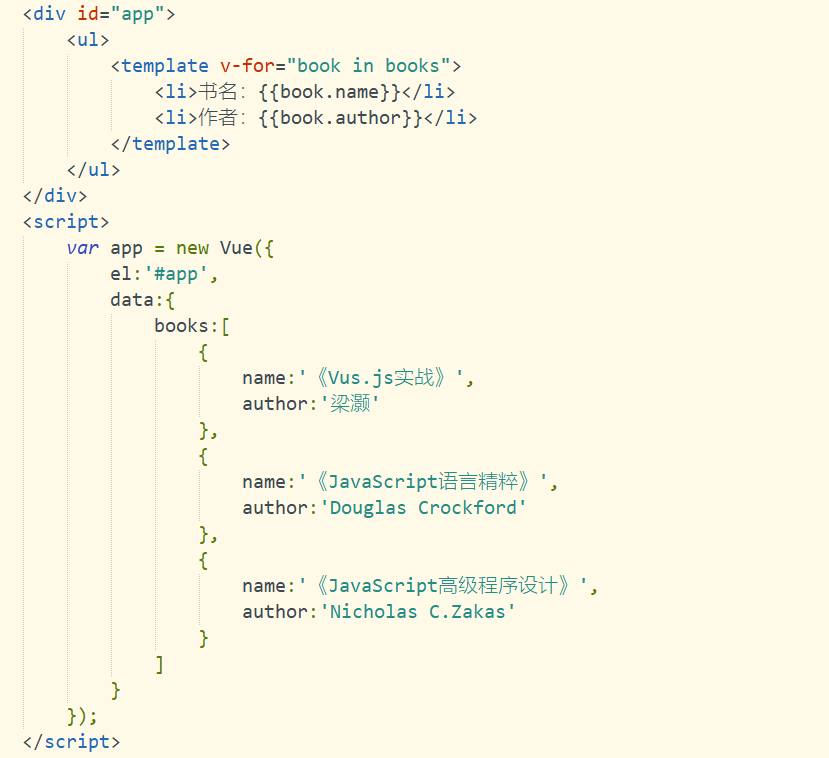 <div id="app">
    <ul>
        <template v-for="book in books">
            <li>书名：{{book.name}}</li>
            <li>作者：{{book.author}}</li>
        </template>
    </ul>
</div>
<script>
    var app = new Vue({
        el:'#app',
        data:{
            books:[
                {
                    name:'《Vus.js实战》',
                    author:'梁灏'
                },
                {
                    name:'《JavaScript语言精粹》',
                    author:'Douglas Crockford'
                },
                {
                    name:'《JavaScript高级程序设计》',
                    author:'Nicholas C.Zakas'
                }
            ]
        }
    });
</script>